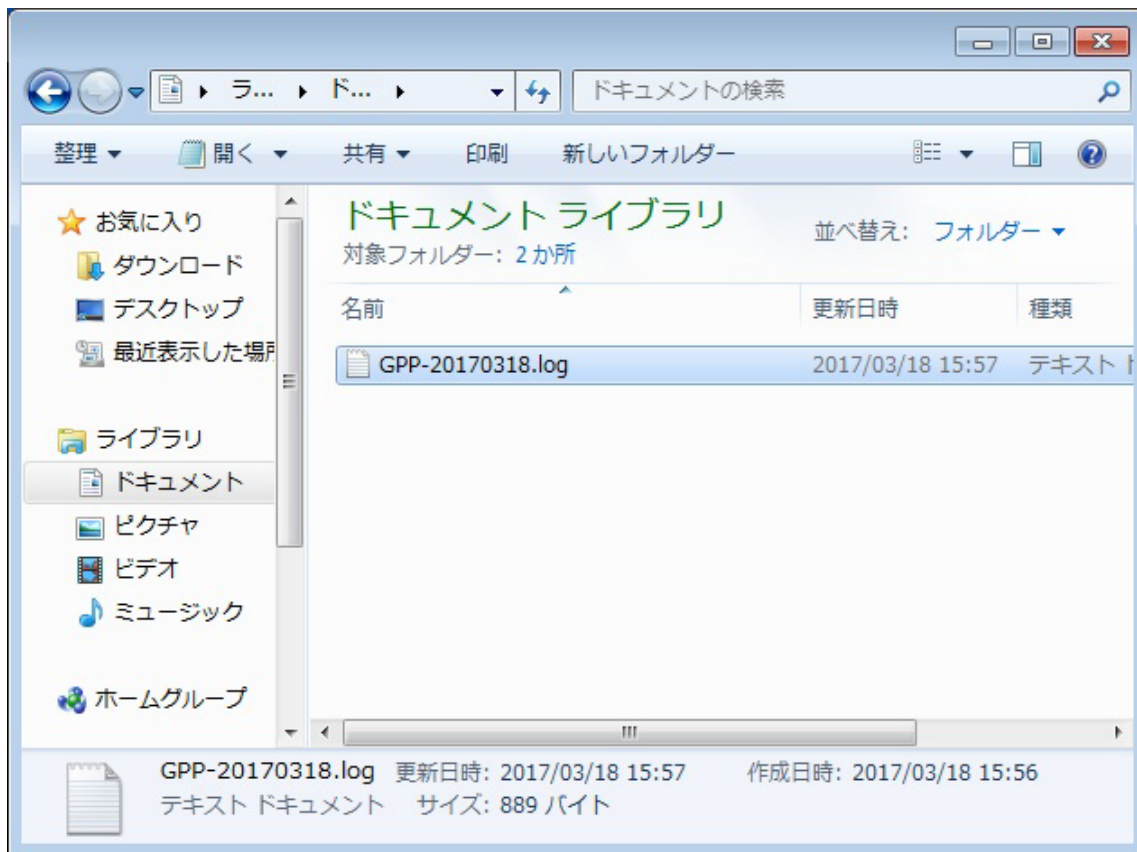 ラ... ド... ドキュメントの検索
整理 開く 共有 印刷 新しいフォルダー
お気に入り
ダウンロード
デスクトップ
最近表示した場所
ライブラリ
ドキュメント
ピクチャ
ビデオ
ミュージック
ホームグループ
ドキュメント ライブラリ
対象フォルダー: 2 か所
並べ替え: フォルダー
名前 更新日時 種類
GPP-20170318.log 2017/03/18 15:57 テキスト ド
GPP-20170318.log 更新日時: 2017/03/18 15:57 作成日時: 2017/03/18 15:56
テキスト ドキュメント サイズ: 889 バイト